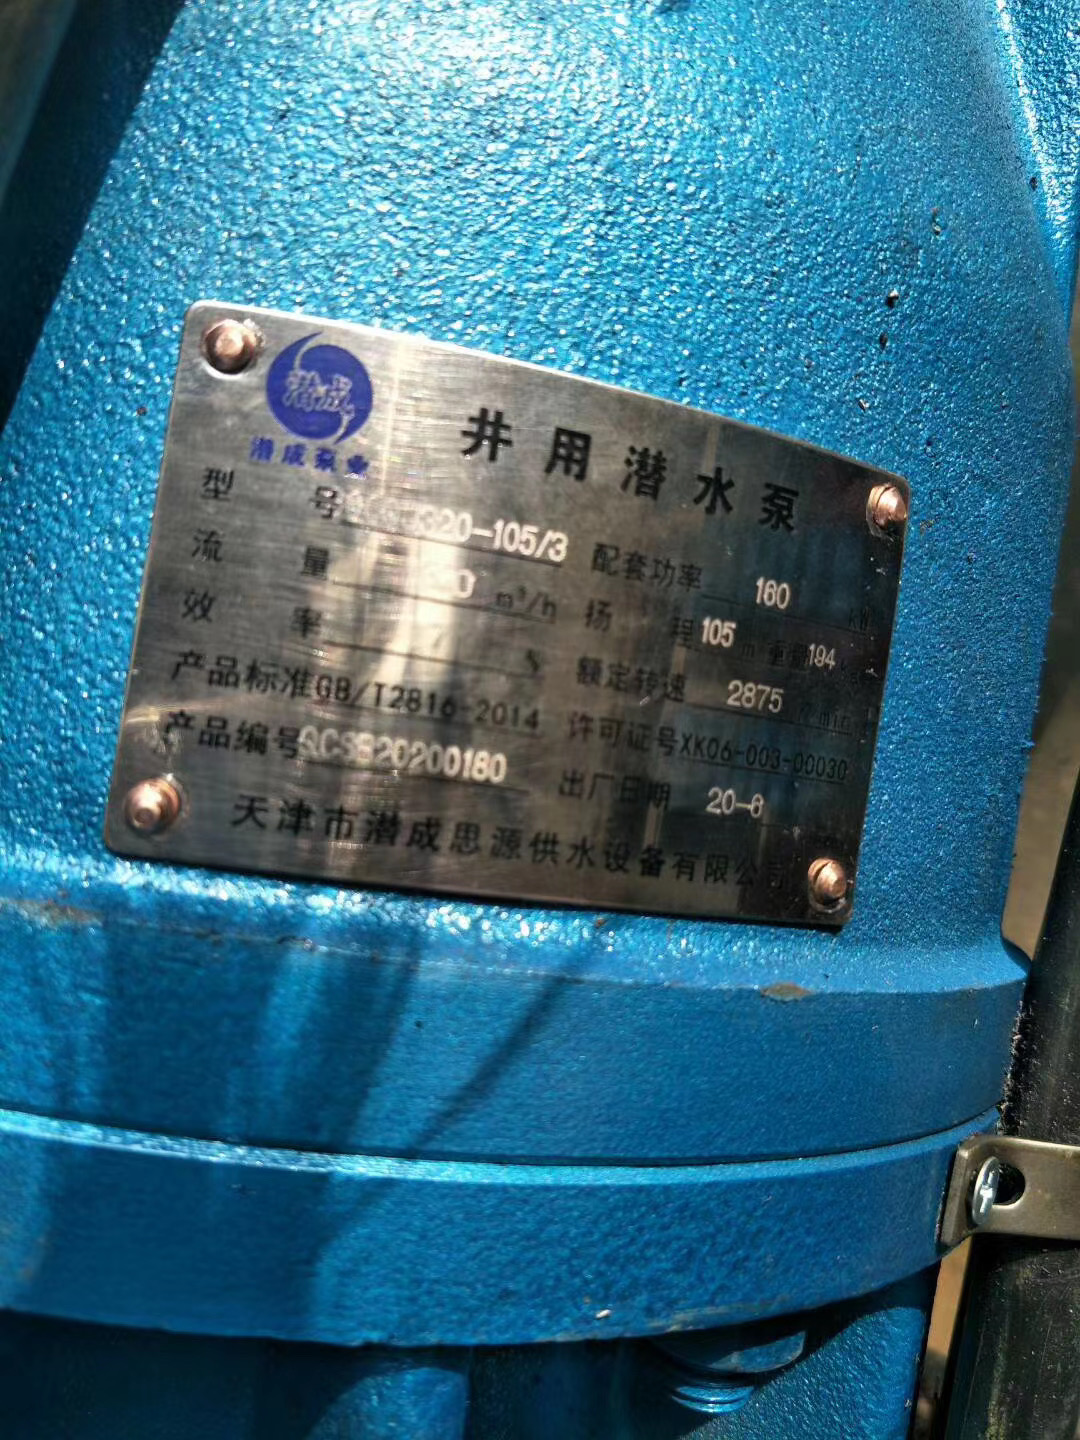 潜成
潜成泵业
井用潜水泵
型号 320-105/3 配套功率 160 kW
流量 m³/h 扬程 105 m 重量 194
效率 % 额定转速 2875 r/min
产品标准 GB/T2816-2014 许可证号 XK06-003-00030
产品编号 QCSB20200180 出厂日期 20-6
天津市潜成思源供水设备有限公司